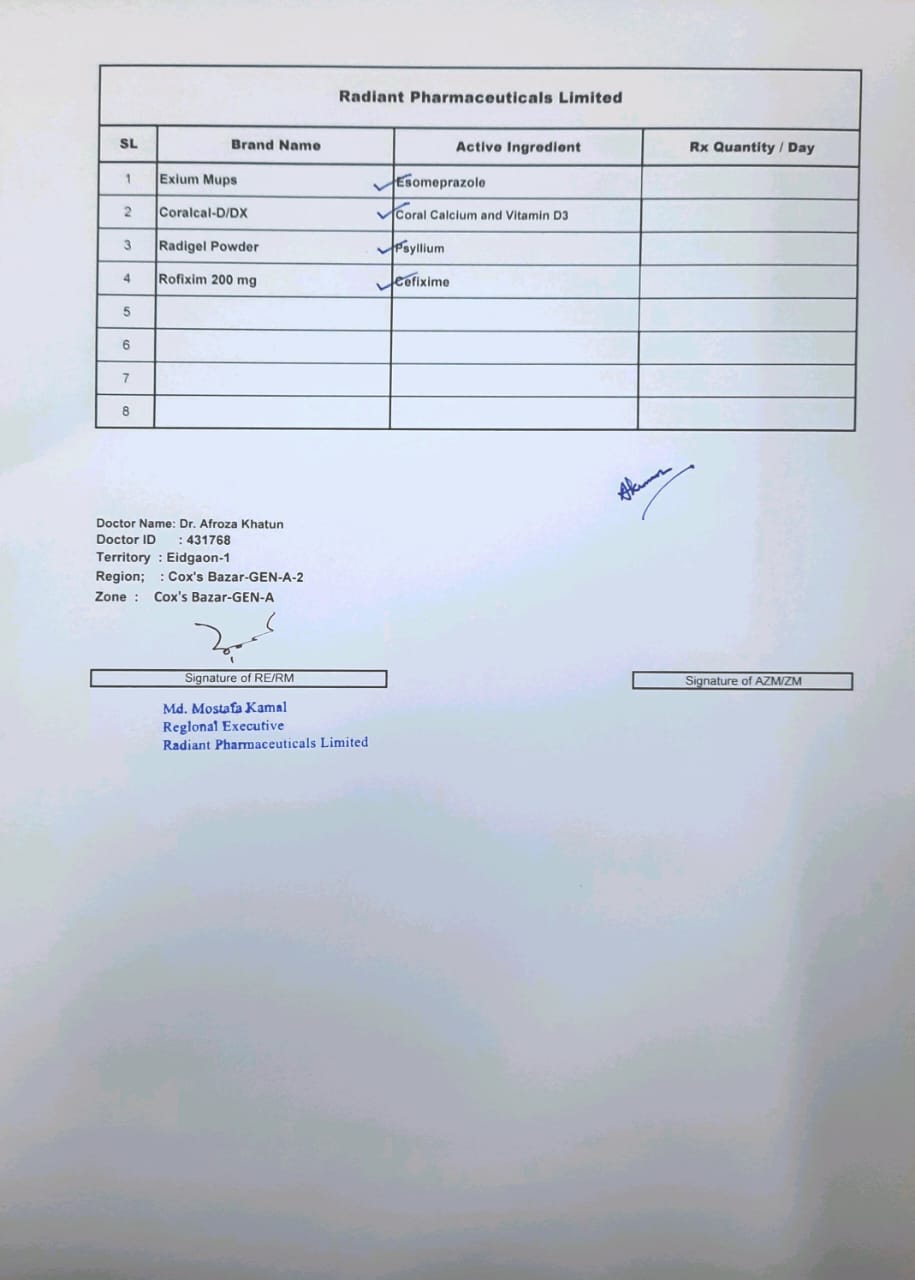 Radiant Pharmaceuticals Limited
SL Brand Name Active Ingredient Rx Quantity / Day
1 Exium Mups Esomeprazole
2 Coralcal-D/DX Coral Calcium and Vitamin D3
3 Radigel Powder Psyllium
4 Rofixim 200 mg Cefixime
5
6
7
8
Doctor Name: Dr. Afroza Khatun
Doctor ID : 431768
Territory : Eidgaon-1
Region; : Cox's Bazar-GEN-A-2
Zone : Cox's Bazar-GEN-A
Signature of RE/RM Signature of AZM/ZM
Md. Mostafa Kamal
Regional Executive
Radiant Pharmaceuticals Limited